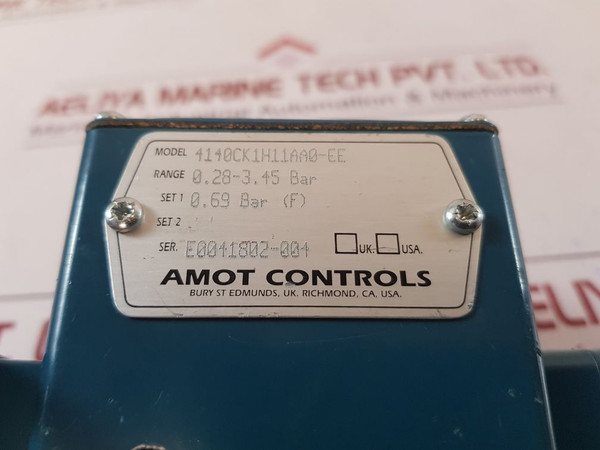 AELIYA MARINE TECH PVT. LTD.
Automation & Machinery
MODEL 4140CK1H11AA0-EE
RANGE 0.28-3.45 Bar
SET 1 0.69 Bar (F)
SET 2
SER. E0041802-004 UK. USA.
AMOT CONTROLS
BURY ST EDMUNDS, UK. RICHMOND, CA, USA.